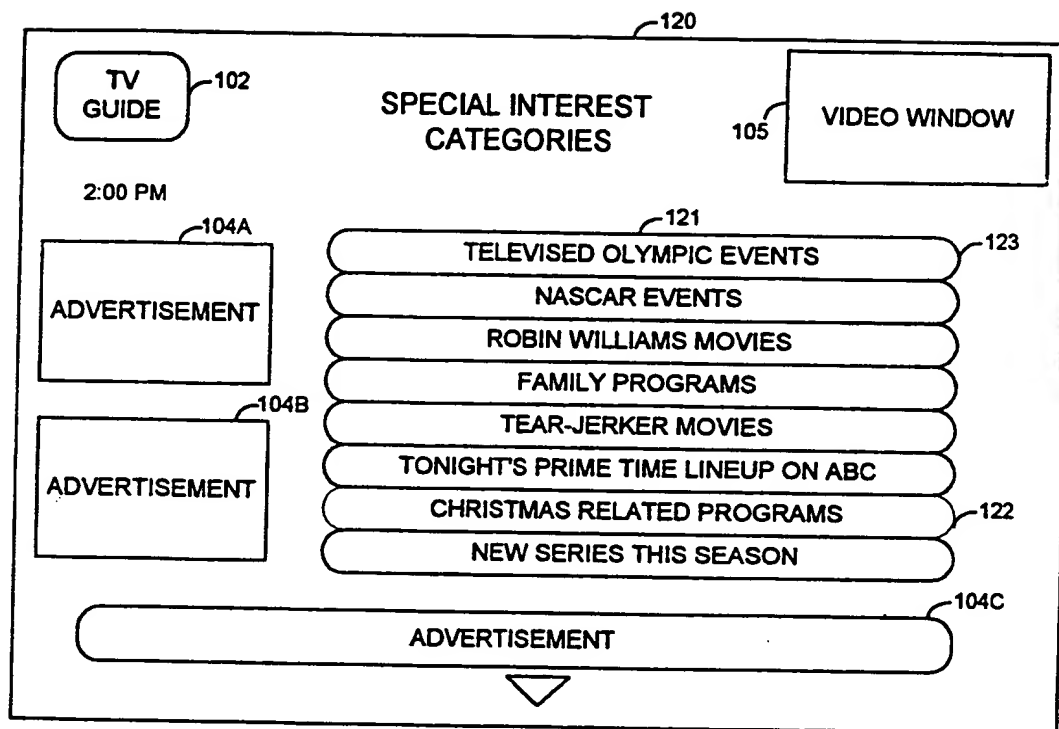 120
TV
GUIDE
102
SPECIAL INTEREST
CATEGORIES
105
VIDEO WINDOW
2:00 PM
104A
ADVERTISEMENT
104B
ADVERTISEMENT
121
TELEVISED OLYMPIC EVENTS
123
NASCAR EVENTS
ROBIN WILLIAMS MOVIES
FAMILY PROGRAMS
TEAR-JERKER MOVIES
TONIGHT'S PRIME TIME LINEUP ON ABC
CHRISTMAS RELATED PROGRAMS
122
NEW SERIES THIS SEASON
104C
ADVERTISEMENT